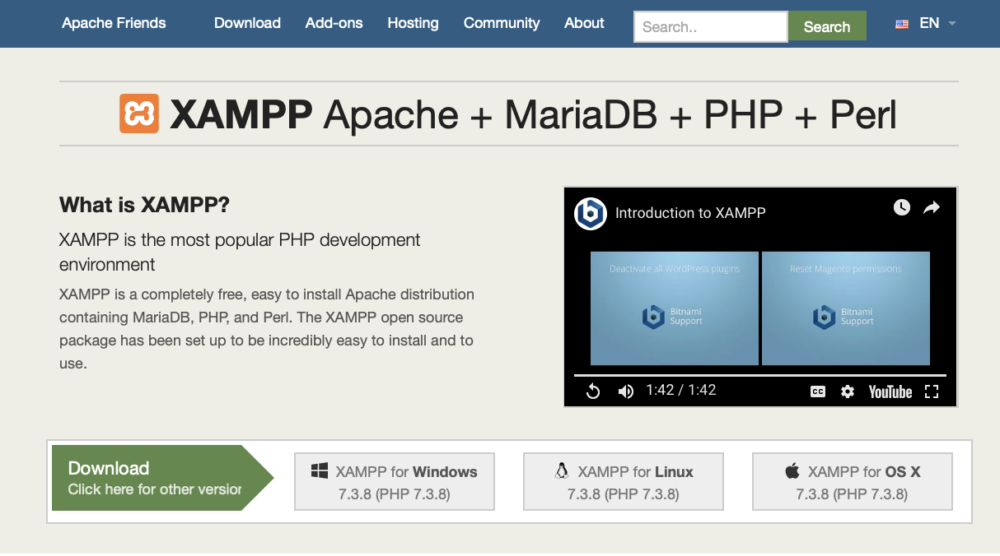 Apache Friends Download Add-ons Hosting Community About Search.. Search EN
XAMPP Apache + MariaDB + PHP + Perl
What is XAMPP?
XAMPP is the most popular PHP development
environment
XAMPP is a completely free, easy to install Apache distribution
containing MariaDB, PHP, and Perl. The XAMPP open source
package has been set up to be incredibly easy to install and to
use.
Introduction to XAMPP
Deactivate all WordPress plugins
Bitnami
Support
Reset Magento permissions
Bitnami
Support
1:42 / 1:42 CC YouTube
Download
Click here for other version
XAMPP for Windows
7.3.8 (PHP 7.3.8)
XAMPP for Linux
7.3.8 (PHP 7.3.8)
XAMPP for OS X
7.3.8 (PHP 7.3.8)